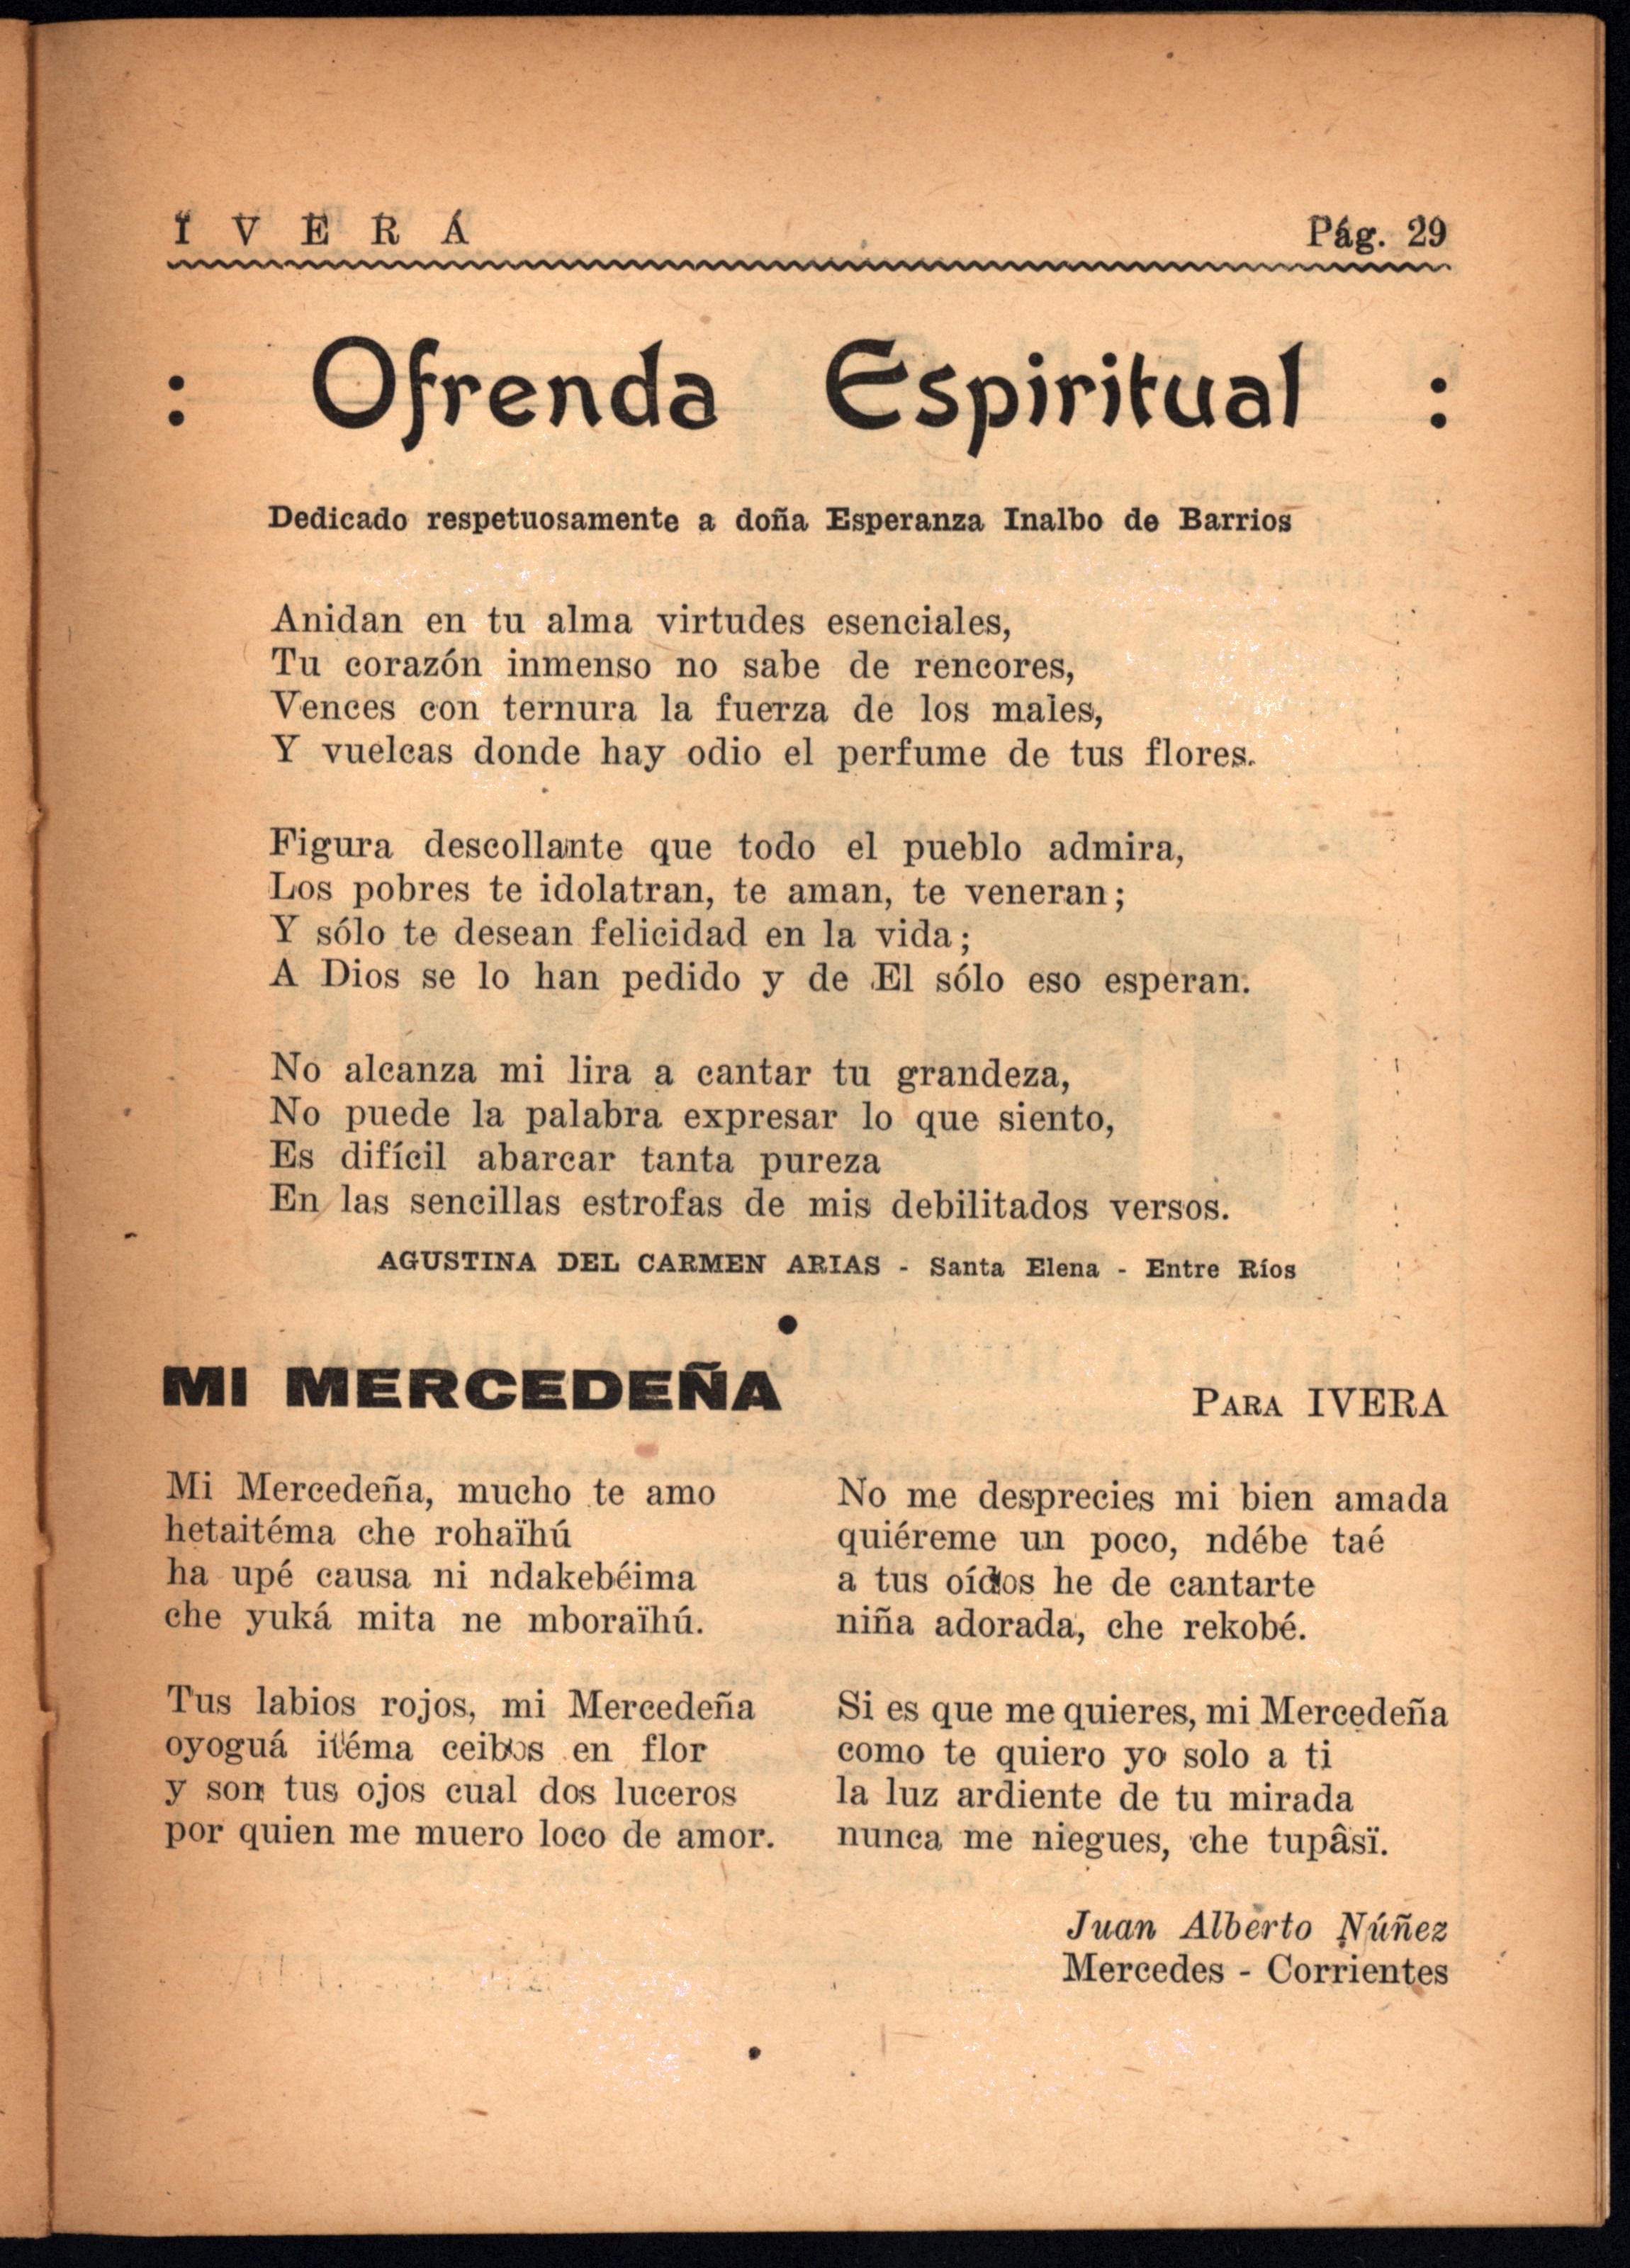 Ï V E R Á
Pág. 29
: Ofrenda Espiritual :
Dedicado respetuosamente a doña Esperanza Inalbo de Barrios
Anidan en tu alma virtudes esenciales,
Tu corazón inmenso no sabe de rencores,
Vences con ternura la fuerza de los males,
Y vuelcas donde hay odio el perfume de tus flores.
Figura descollante que todo el pueblo admira,
Los pobres te idolatran, te aman, te veneran;
Y sólo te desean felicidad en la vida;
A Dios se lo han pedido y de El sólo eso esperan.
No alcanza mi lira a cantar tu grandeza,
No puede la palabra expresar lo que siento,
Es difícil abarcar tanta pureza
En las sencillas estrofas de mis debilitados versos.
AGUSTINA DEL CARMEN ARIAS - Santa Elena - Entre Ríos
MI MERCEDEÑA
Para IVERA
Mi Mercedeña, mucho te amo
hetaitéma che rohaïhú
ha upé causa ni ndakebéima
che yuká mita ne mboraïhú.
Tus labios rojos, mi Mercedeña
oyoguá itéma ceibos en flor
y son tus ojos cual dos luceros
por quien me muero loco de amor.
No me desprecies mi bien amada
quiéreme un poco, ndébe taé
a tus oídos he de cantarte
niña adorada, che rekobé.
Si es que me quieres, mi Mercedeña
como te quiero yo solo a ti
la luz ardiente de tu mirada
nunca me niegues, che tupâsï.
Juan Alberto Núñez
Mercedes - Corrientes